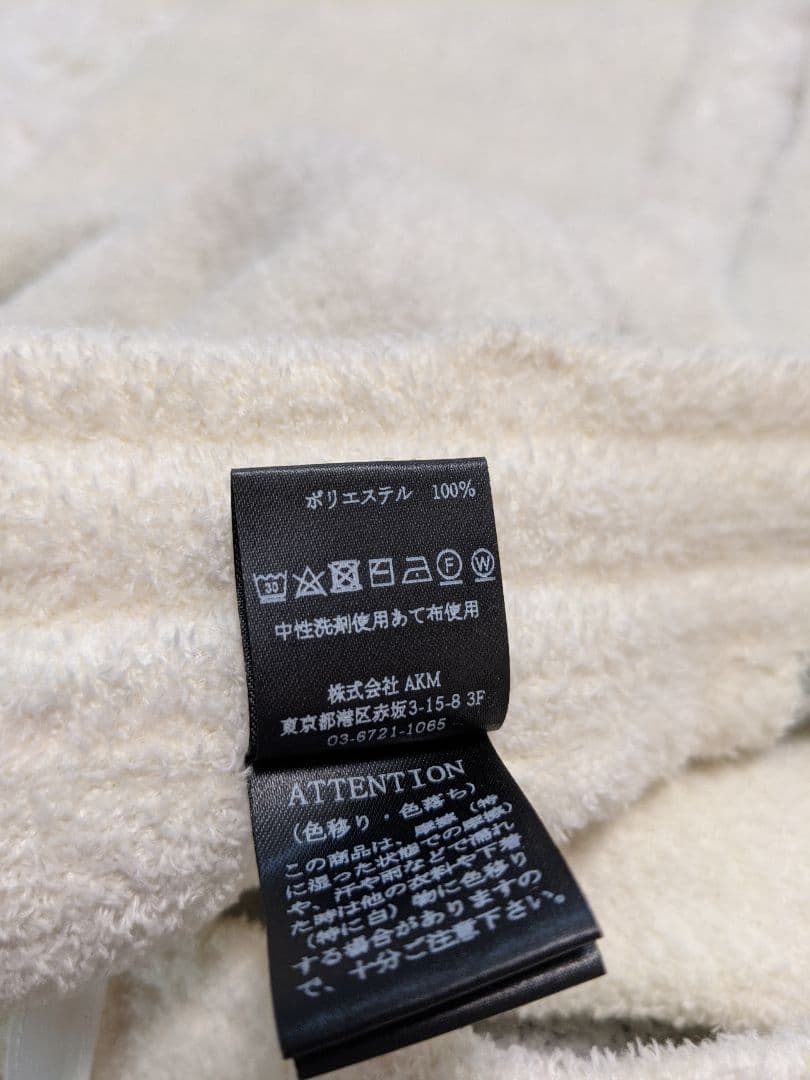 ポリエステル 100%
30 F W
中性洗剤使用あて布使用
株式会社 AKM
東京都港区赤坂3-15-8 3F
03-6721-1065
ATTENTION
(色移り・色落ち)
この商品は、摩擦 (特
に湿った状態での摩擦)
や、汗や雨などで濡れ
た時は他の衣料や下着
(特に白) 物に色移り
する場合がありますの
で、十分ご注意下さい。